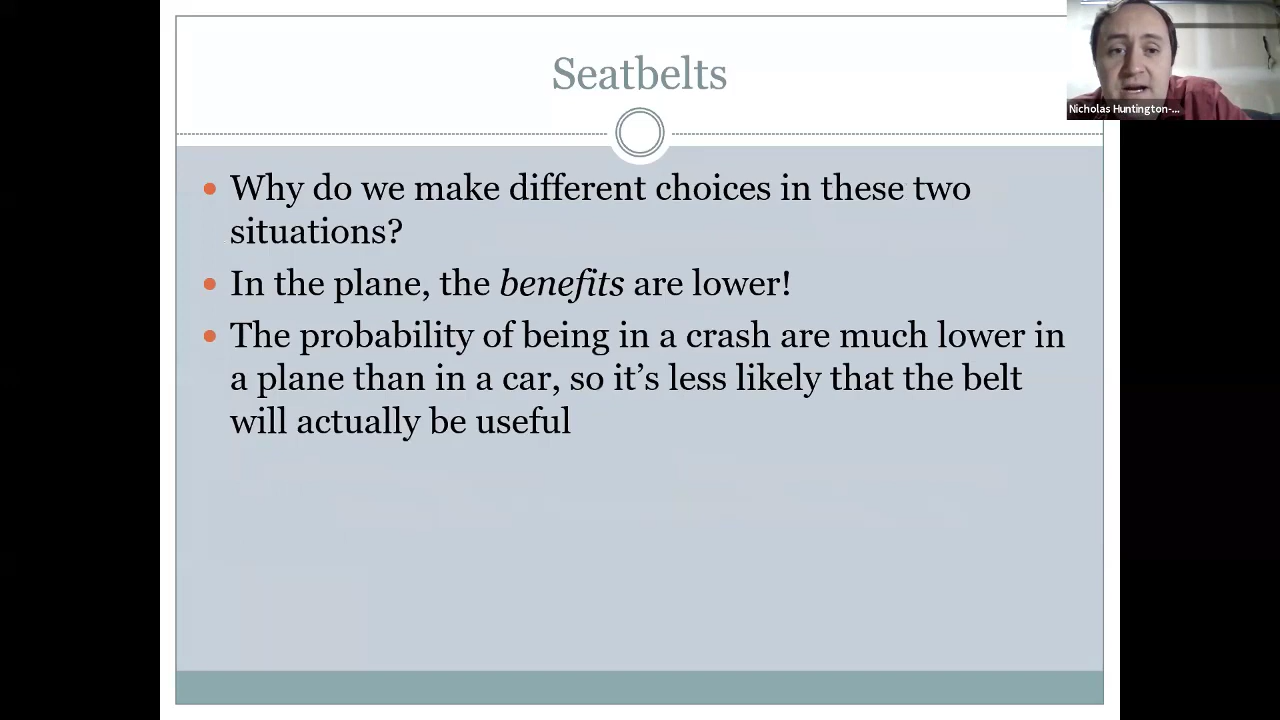 Seatbelts
Nicholas Huntington-...
Why do we make different choices in these two
situations?
In the plane, the benefits are lower!
The probability of being in a crash are much lower in
a plane than in a car, so it’s less likely that the belt
will actually be useful